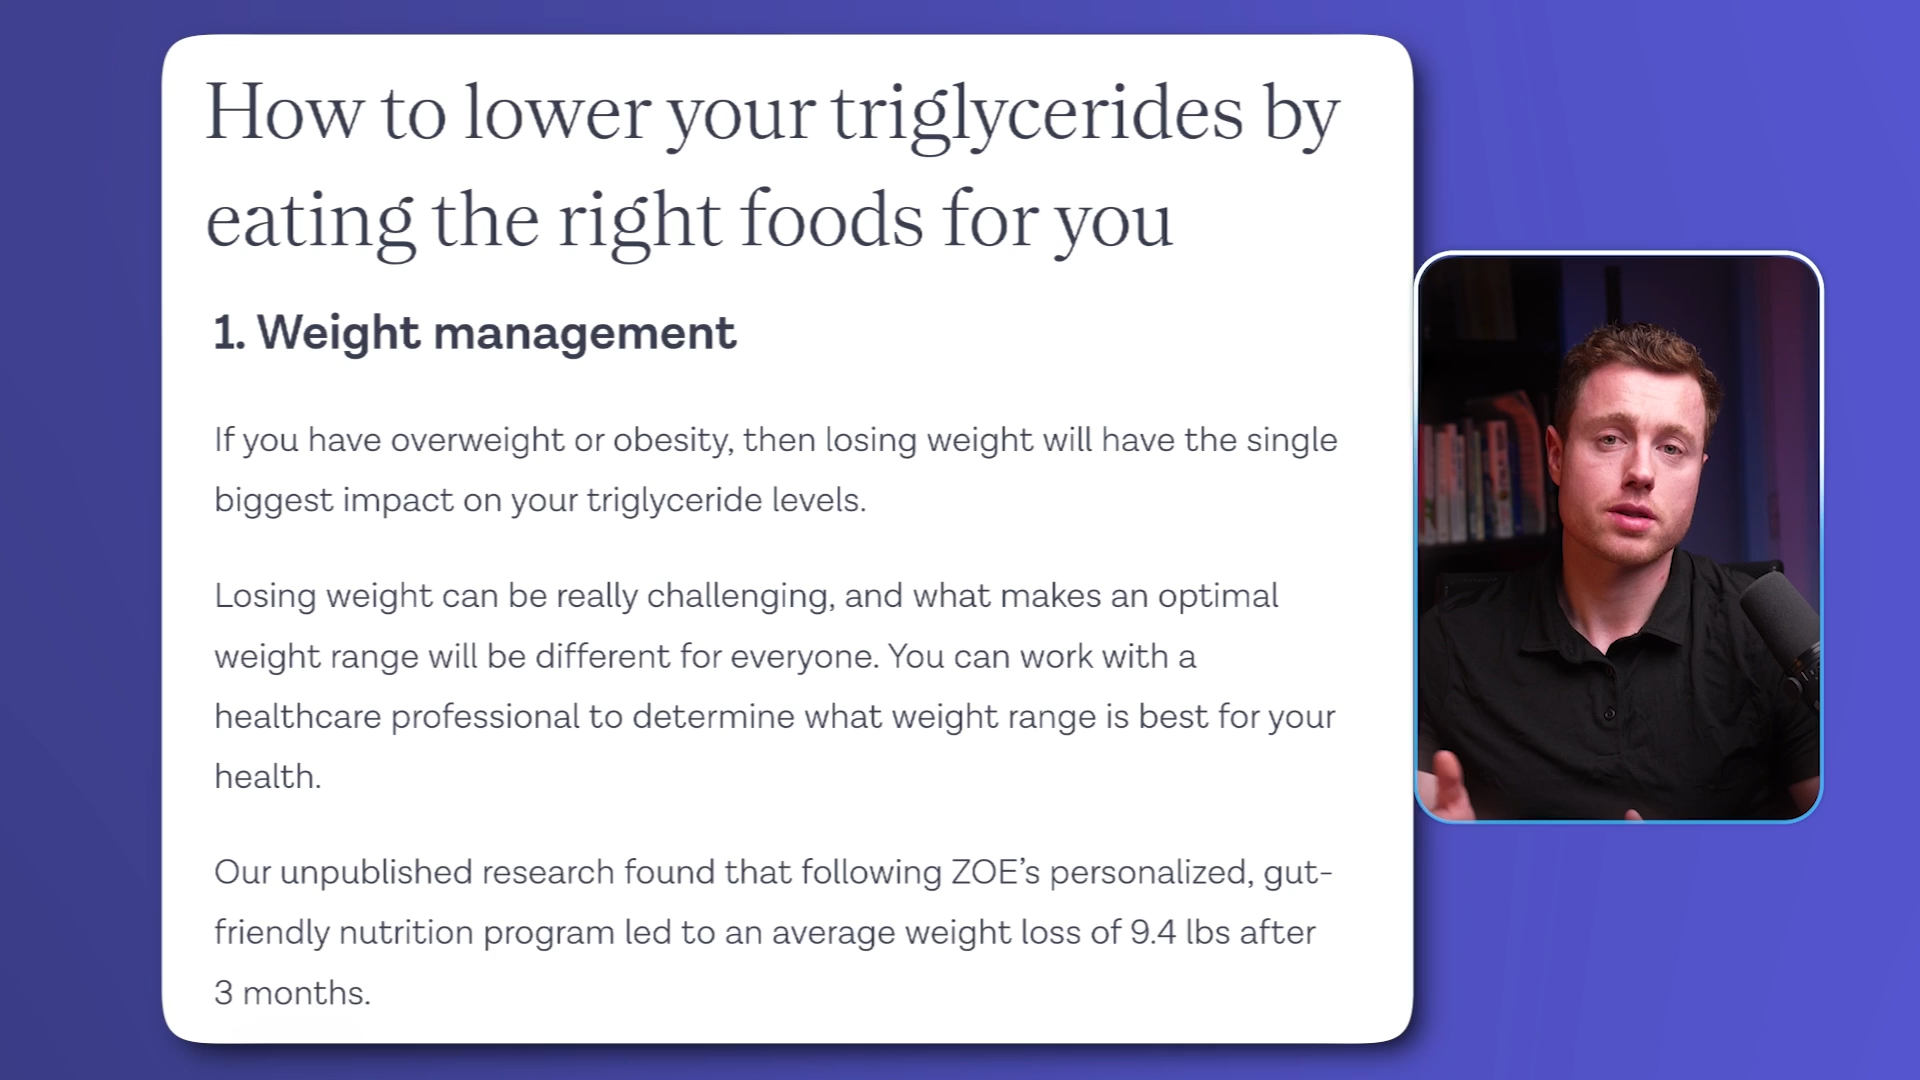 How to lower your triglycerides by
eating the right foods for you
1. Weight management
If you have overweight or obesity, then losing weight will have the single
biggest impact on your triglyceride levels.
Losing weight can be really challenging, and what makes an optimal
weight range will be different for everyone. You can work with a
healthcare professional to determine what weight range is best for your
health.
Our unpublished research found that following ZOE’s personalized, gut-
friendly nutrition program led to an average weight loss of 9.4 lbs after
3 months.